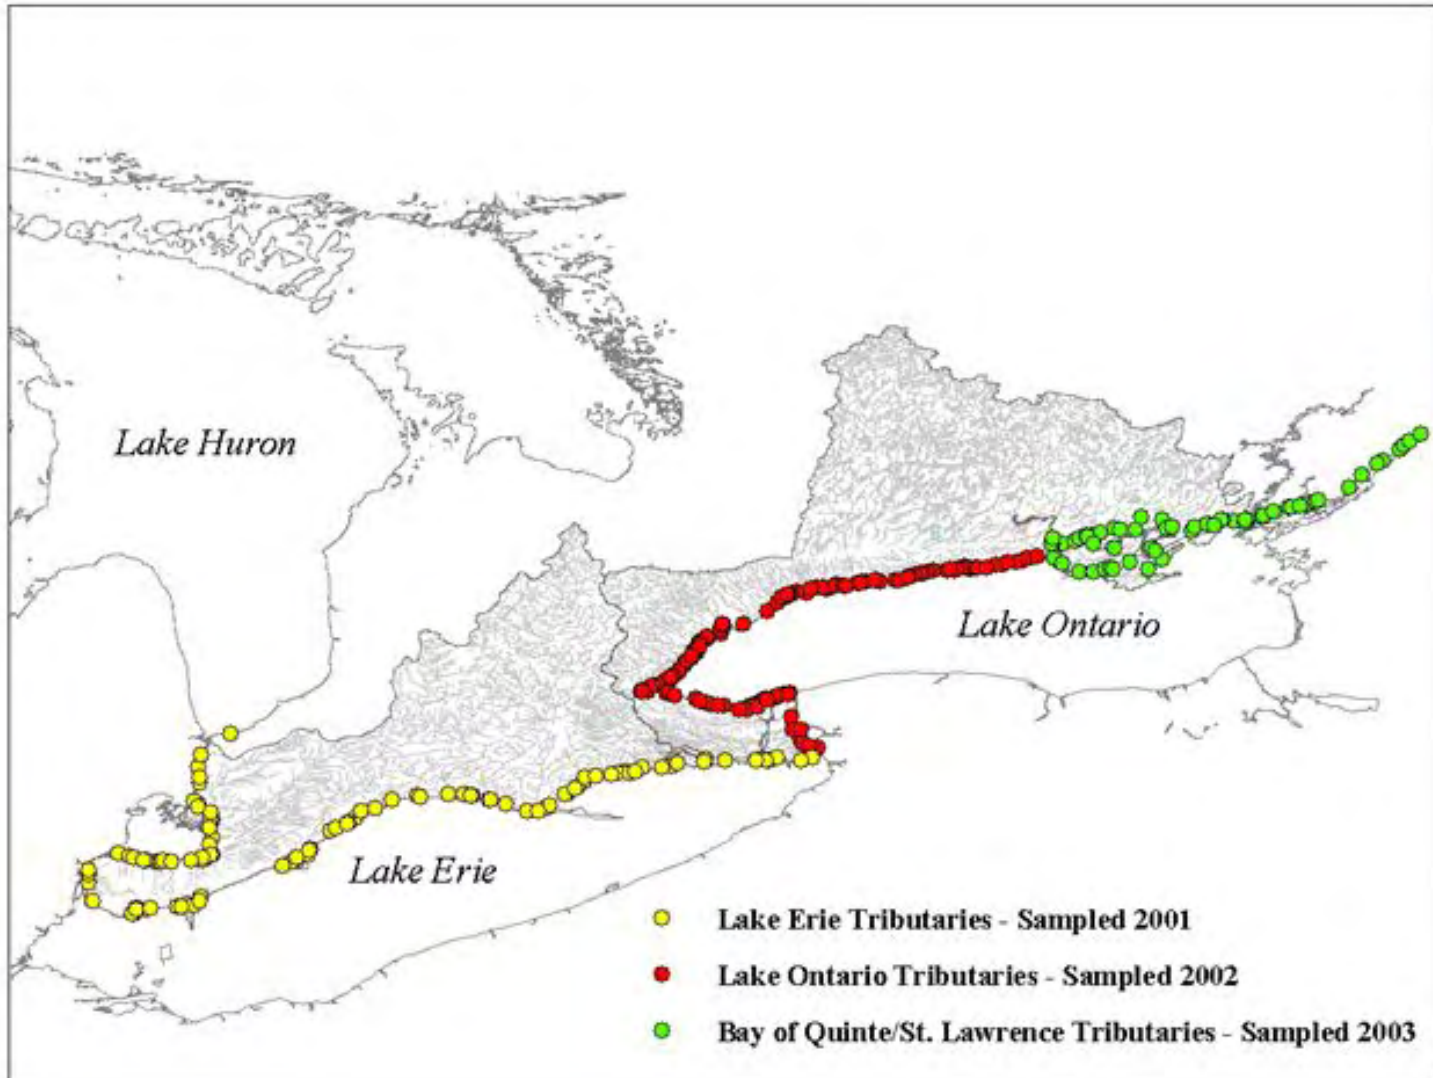 Lake Huron
Lake Ontario
Lake Erie
Lake Erie Tributaries - Sampled 2001
Lake Ontario Tributaries - Sampled 2002
Bay of Quinte/St. Lawrence Tributaries - Sampled 2003